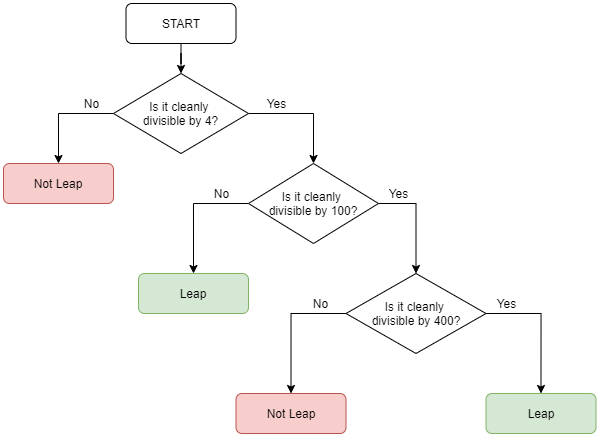 START
No
Is it cleanly
divisible by 4?
Yes
Not Leap
No
Is it cleanly
divisible by 100?
Yes
Leap
No
Is it cleanly
divisible by 400?
Yes
Not Leap
Leap